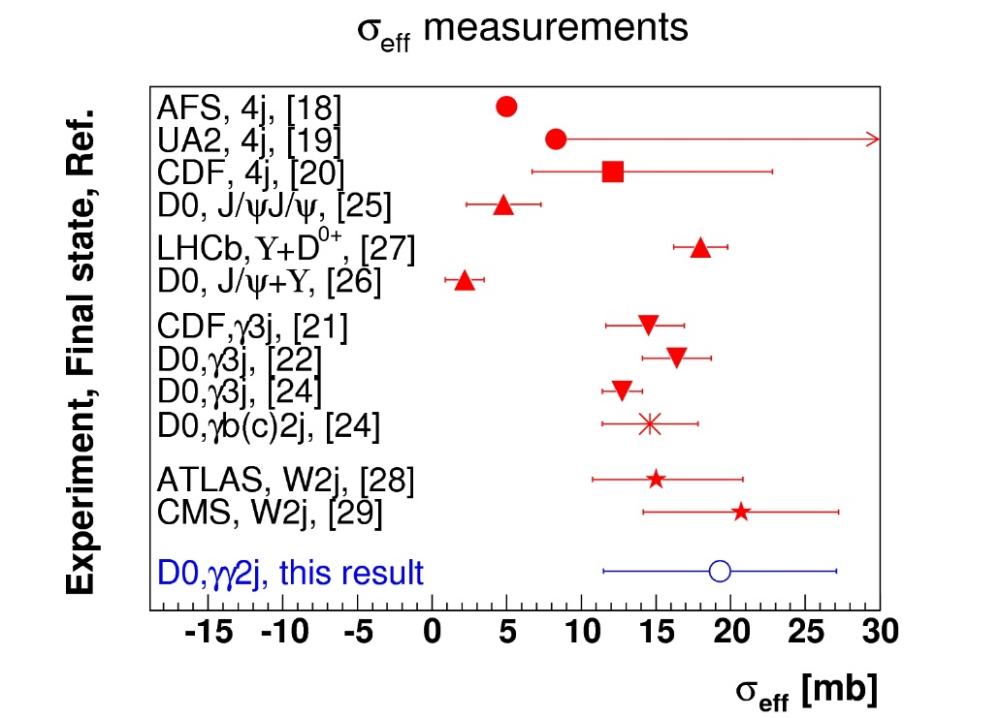 σeff measurements
Experiment, Final state, Ref.
AFS, 4j, [18]
UA2, 4j, [19]
CDF, 4j, [20]
D0, J/ψJ/ψ, [25]
LHCb,ϒ+D0+, [27]
D0, J/ψ+ϒ, [26]
CDF,γ3j, [21]
D0,γ3j, [22]
D0,γ3j, [24]
D0,γb(c)2j, [24]
ATLAS, W2j, [28]
CMS, W2j, [29]
D0,γγ2j, this result
-15 -10 -5 0 5 10 15 20 25 30
σeff [mb]